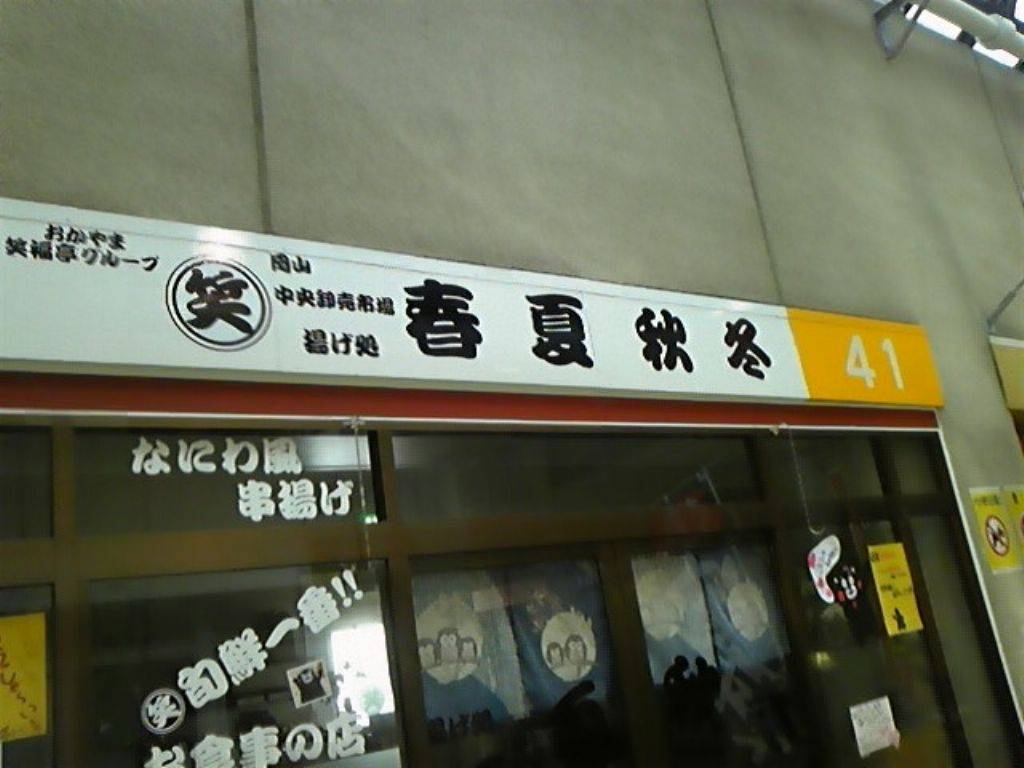 おかやま
笑福亭グループ
笑
岡山
中央卸売市場
揚げ処
春夏秋冬
41
なにわ風
串揚げ
笑 旬鮮一番!!
お食事の店